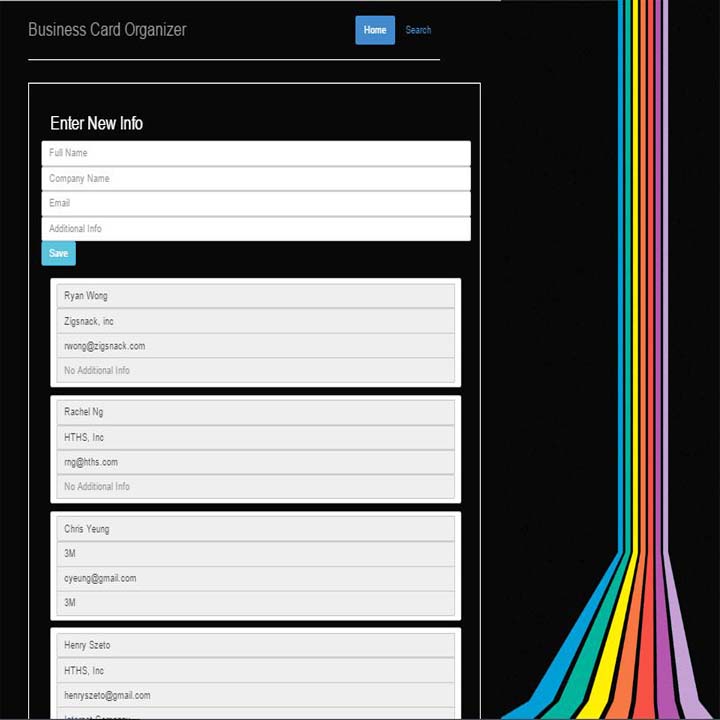 Business Card Organizer
Home
Search
Enter New Info
Full Name
Company Name
Email
Additional Info
Save
Ryan Wong
Zigsnack, inc
rwong@zigsnack.com
No Additional Info
Rachel Ng
HTHS, Inc
rng@hths.com
No Additional Info
Chris Yeung
3M
cyeung@gmail.com
3M
Henry Szeto
HTHS, Inc
henryszeto@gmail.com
Internet Company